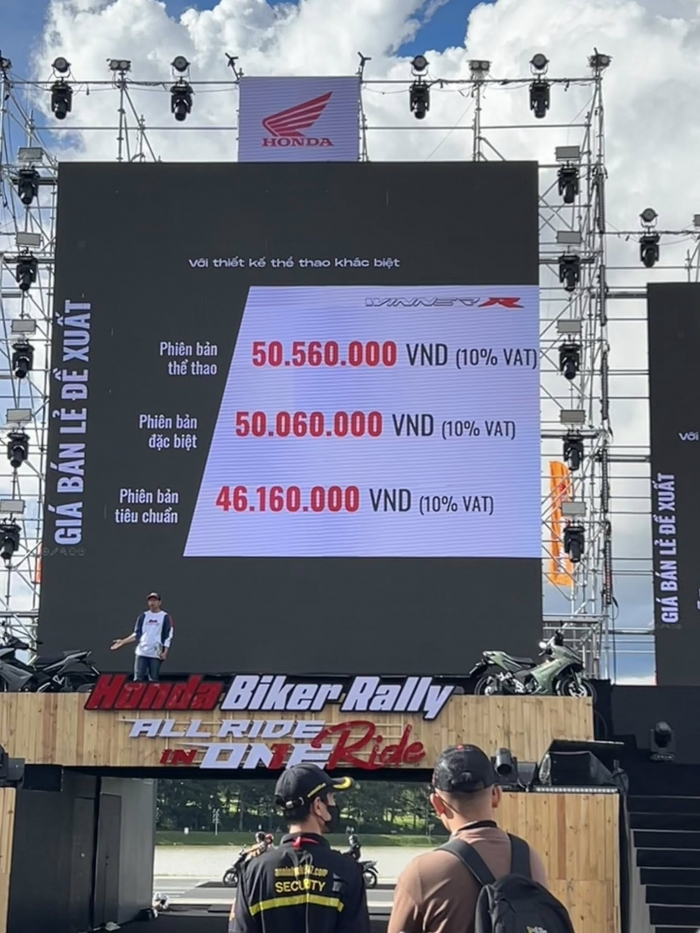 HONDA
với thiết kế thể thao khác biệt
WINNER R
GIÁ BÁN LẺ ĐỀ XUẤT
Phiên bản
thể thao
50.560.000 VND (10% VAT)
Phiên bản
đặc biệt
50.060.000 VND (10% VAT)
Phiên bản
tiêu chuẩn
46.160.000 VND (10% VAT)
với
GIÁ BÁN LẺ ĐỀ XUẤT
Honda Biker Rally
ALL RIDE
IN ONE Ride
SECURITY